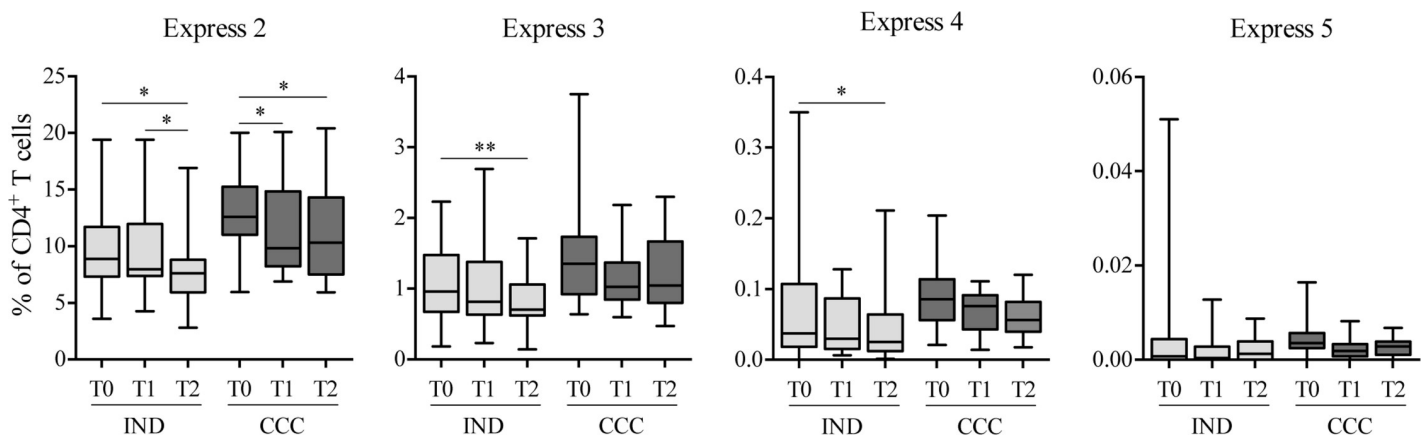 Express 2
Express 3
Express 4
Express 5
% of CD4⁺ T cells
25
20
15
10
5
0
*
*
*
*
T0 T1 T2 T0 T1 T2
IND CCC
4
3
2
1
0
**
T0 T1 T2 T0 T1 T2
IND CCC
0.4
0.3
0.2
0.1
0.0
*
T0 T1 T2 T0 T1 T2
IND CCC
0.06
0.04
0.02
0.00
T0 T1 T2 T0 T1 T2
IND CCC